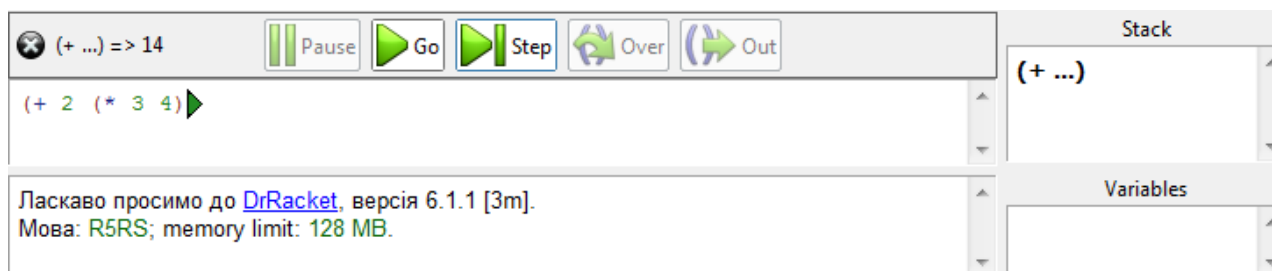 (+ ...) => 14
Pause
Go
Step
Over
Out
(+ 2 (* 3 4)
Stack
(+ ...)
Ласкаво просимо до DrRacket, версія 6.1.1 [3m].
Мова: R5RS; memory limit: 128 MB.
Variables